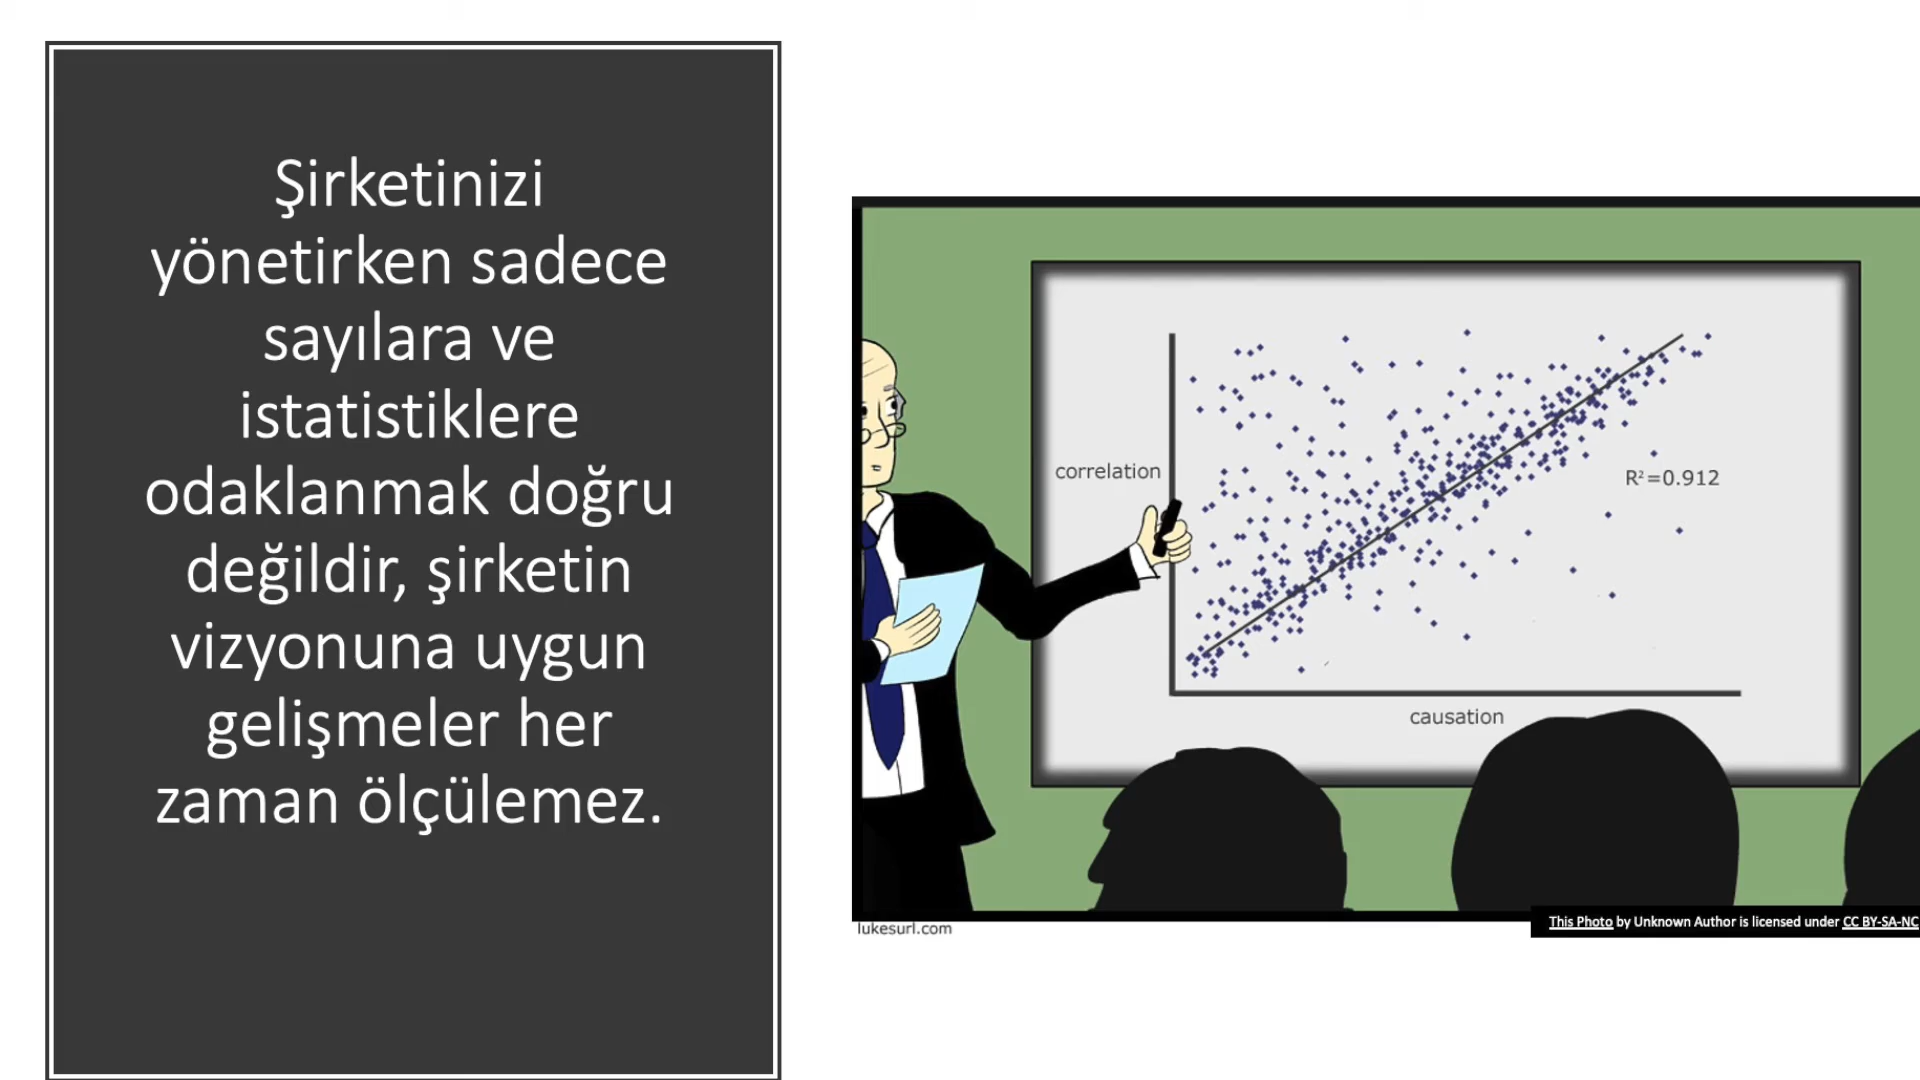 Şirketinizi
yönetirken sadece
sayılara ve
istatistiklere
odaklanmak doğru
değildir, şirketin
vizyonuna uygun
gelişmeler her
zaman ölçülemez.
correlation
R²=0.912
causation
lukesurl.com
This Photo by Unknown Author is licensed under CC BY-SA-NC